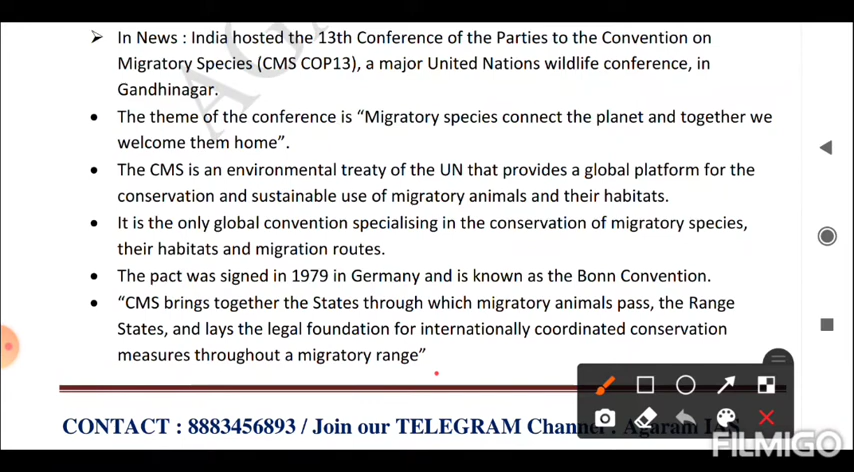 ➢ In News : India hosted the 13th Conference of the Parties to the Convention on
Migratory Species (CMS COP13), a major United Nations wildlife conference, in
Gandhinagar.
• The theme of the conference is “Migratory species connect the planet and together we
welcome them home”.
• The CMS is an environmental treaty of the UN that provides a global platform for the
conservation and sustainable use of migratory animals and their habitats.
• It is the only global convention specialising in the conservation of migratory species,
their habitats and migration routes.
• The pact was signed in 1979 in Germany and is known as the Bonn Convention.
• “CMS brings together the States through which migratory animals pass, the Range
States, and lays the legal foundation for internationally coordinated conservation
measures throughout a migratory range”
CONTACT : 8883456893 / Join our TELEGRAM Channel : Agaram IAS
FILMIGO